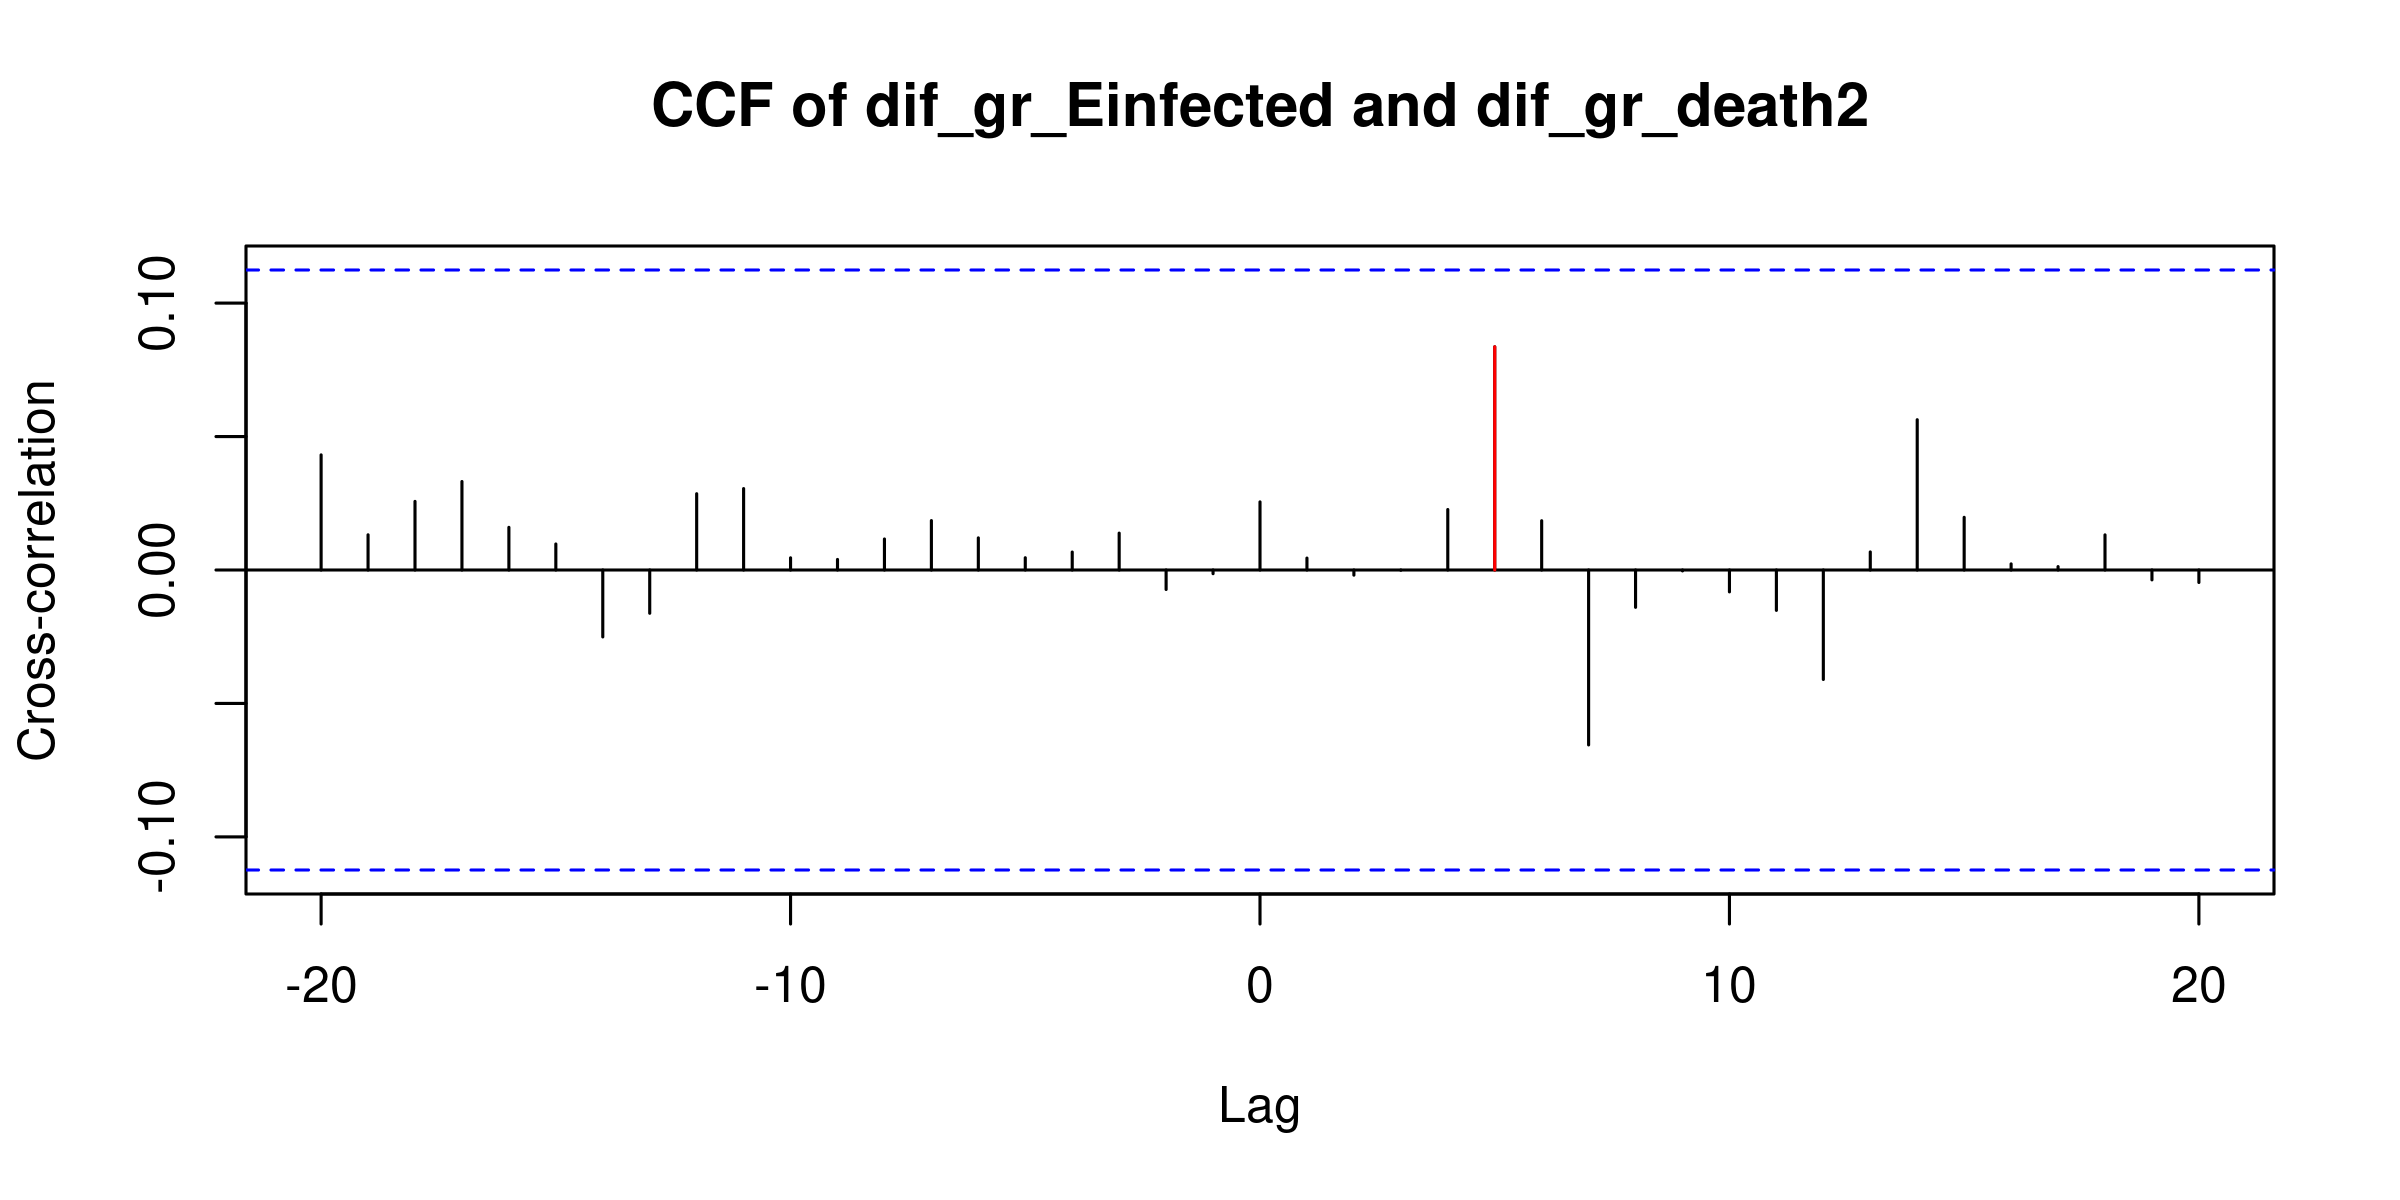 CCF of dif_gr_Einfected and dif_gr_death2
0.10
0.00
-0.10
Cross-correlation
-20 -10 0 10 20
Lag